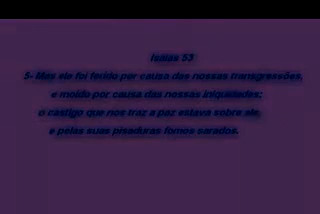 Isaías 53
5- Mas ele foi ferido por causa das nossas transgressões,
e moído por causa das nossas iniquidades;
o castigo que nos traz a paz estava sobre ele,
e pelas suas pisaduras fomos sarados.